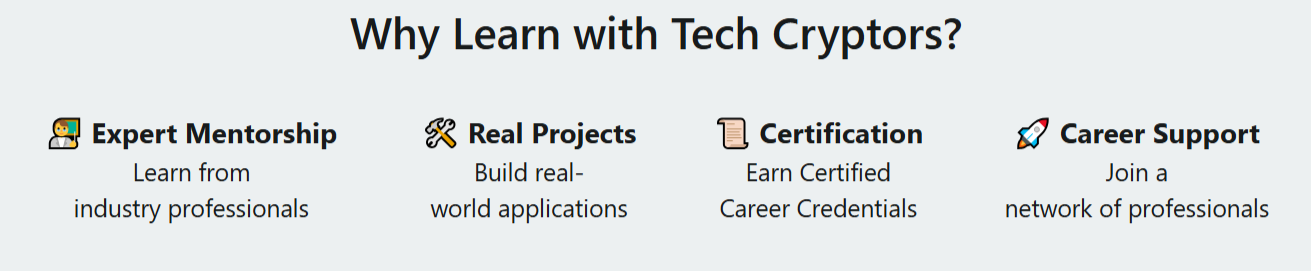 Why Learn with Tech Cryptors?
👨‍🏫 Expert Mentorship
Learn from
industry professionals
🛠️ Real Projects
Build real-
world applications
📜 Certification
Earn Certified
Career Credentials
🚀 Career Support
Join a
network of professionals